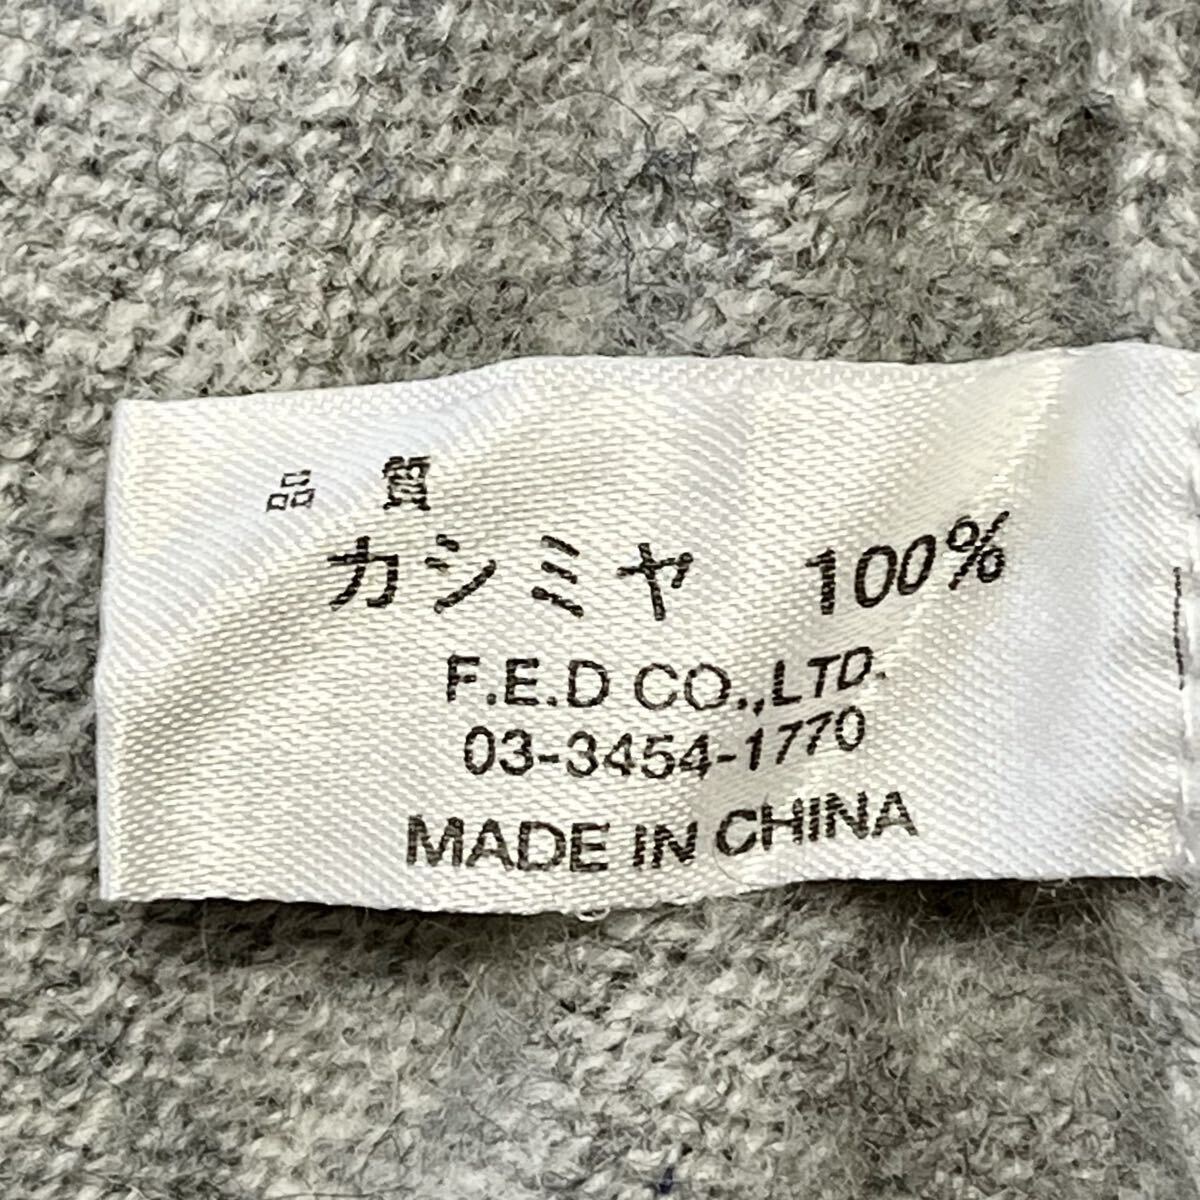 品 質
カシミヤ 100%
F.E.D CO.,LTD.
03-3454-1770
MADE IN CHINA